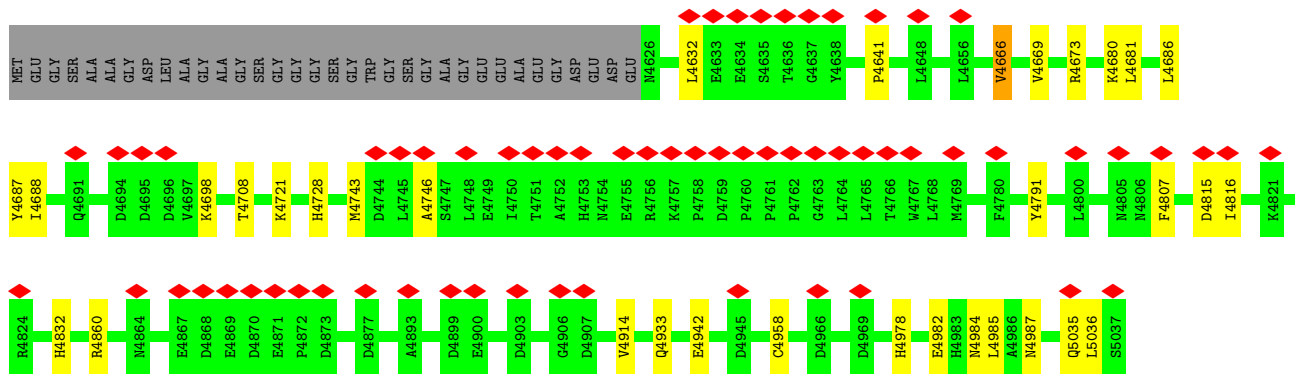 MET GLU GLY SER ALA ALA GLY ASP LEU ALA GLY ALA GLY SER GLY GLY GLY SER GLY TRP GLY SER GLY ALA GLY GLU GLU ALA GLU GLY ASP GLU ASP GLU N4626 L4632 E4633 E4634 S4635 T4636 G4637 Y4638 P4641 L4648 L4656 V4666 V4669 R4673 K4680 L4681 L4686
Y4687 I4688 Q4691 D4694 D4695 D4696 V4697 K4698 T4708 K4721 H4728 M4743 D4744 L4745 A4746 S4747 L4748 E4749 I4750 T4751 A4752 H4753 N4754 E4755 R4756 K4757 P4758 D4759 P4760 P4761 P4762 G4763 L4764 L4765 T4766 W4767 L4768 M4769 F4780 Y4791 L4800 N4805 N4806 F4807 D4815 I4816 K4821
R4824 H4832 R4860 N4864 E4867 D4868 E4869 D4870 E4871 P4872 D4873 D4877 A4893 D4899 E4900 D4903 G4906 D4907 V4914 Q4933 E4942 D4945 C4958 D4966 D4969 H4978 E4982 H4983 N4984 L4985 A4986 N4987 Q5035 L5036 S5037